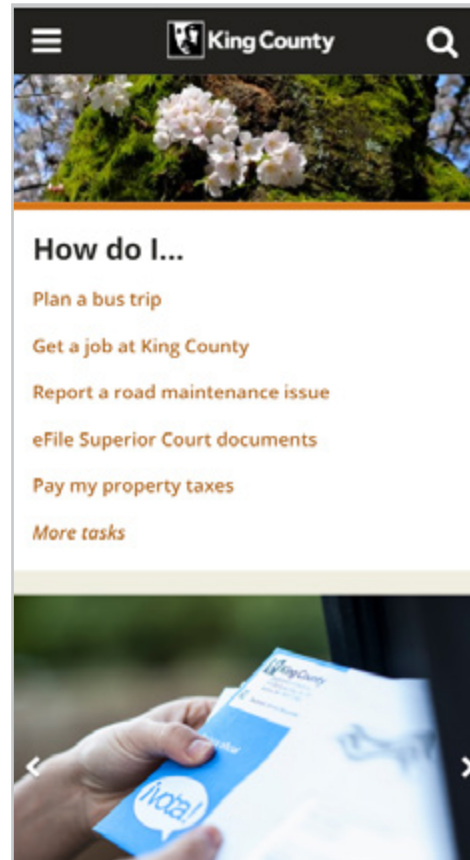 King County
How do I...
Plan a bus trip
Get a job at King County
Report a road maintenance issue
eFile Superior Court documents
Pay my property taxes
More tasks
King County
¡vota!